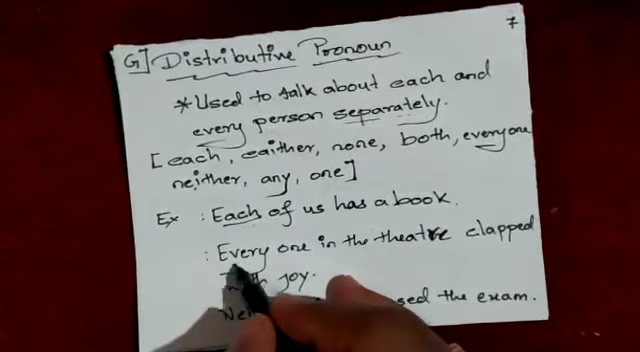 7
G] Distributive Pronoun
*Used to talk about each and
every person separately.
[each, eaither, none, both, everyone
neither, any, one]
Ex : Each of us has a book.
: Every one in the theatre clapped
joy.
the exam.